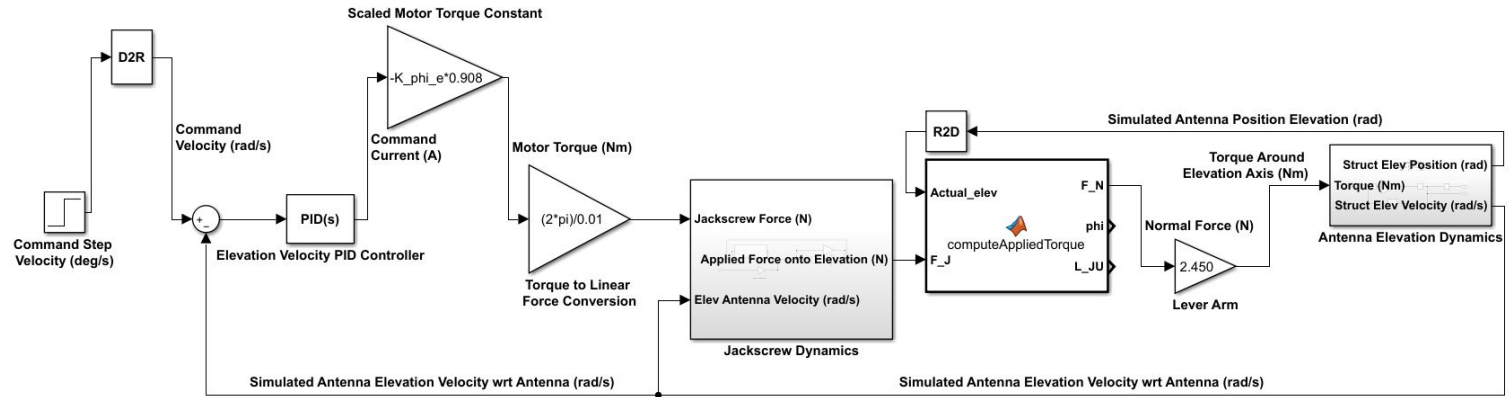 Scaled Motor Torque Constant
D2R
-K_phi_e*0.908
Command
Velocity (rad/s)
Command
Current (A)
Motor Torque (Nm)
Command Step
Velocity (deg/s)
+
−
PID(s)
Elevation Velocity PID Controller
(2*pi)/0.01
Torque to Linear
Force Conversion
Jackscrew Force (N)
Applied Force onto Elevation (N)
Elev Antenna Velocity (rad/s)
Jackscrew Dynamics
R2D
Simulated Antenna Position Elevation (rad)
Actual_elev
F_J
computeAppliedTorque
F_N
phi
L_JU
Normal Force (N)
2.450
Lever Arm
Torque Around
Elevation Axis (Nm)
Struct Elev Position (rad)
Torque (Nm)
Struct Elev Velocity (rad/s)
Antenna Elevation Dynamics
Simulated Antenna Elevation Velocity wrt Antenna (rad/s)
Simulated Antenna Elevation Velocity wrt Antenna (rad/s)